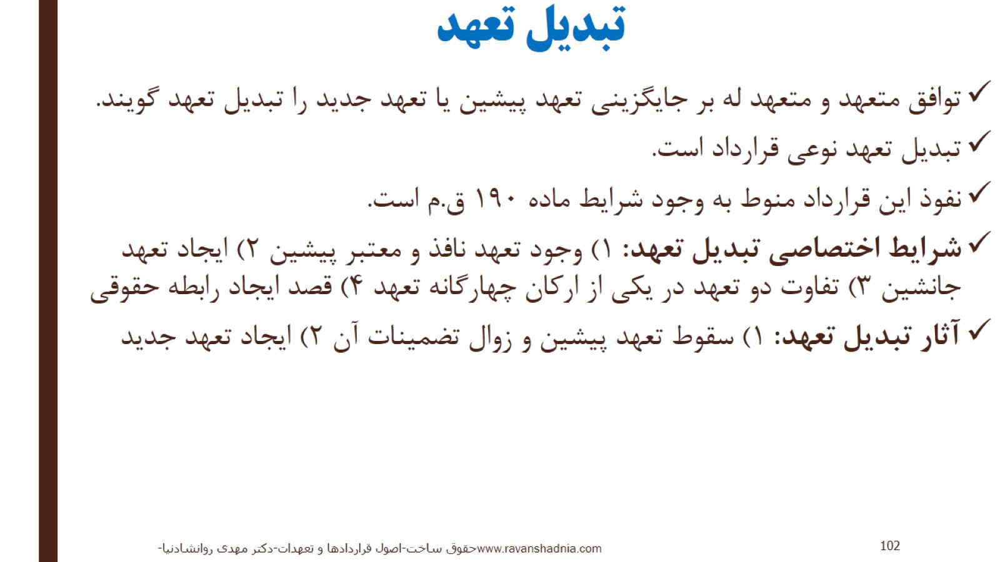 تبدیل تعهد
✓ توافق متعهد و متعهد له بر جایگزینی تعهد پیشین یا تعهد جدید را تبدیل تعهد گویند.
✓ تبدیل تعهد نوعی قرارداد است.
✓ نفوذ این قرارداد منوط به وجود شرایط ماده ۱۹۰ ق.م است.
✓ شرایط اختصاصی تبدیل تعهد: ۱) وجود تعهد نافذ و معتبر پیشین ۲) ایجاد تعهد
جانشین ۳) تفاوت دو تعهد در یکی از ارکان چهارگانه تعهد ۴) قصد ایجاد رابطه حقوقی
✓ آثار تبدیل تعهد: ۱) سقوط تعهد پیشین و زوال تضمینات آن ۲) ایجاد تعهد جدید
حقوق ساخت-اصول قراردادها و تعهدات-دکتر مهدی روانشادنیا-www.ravanshadnia.com
102